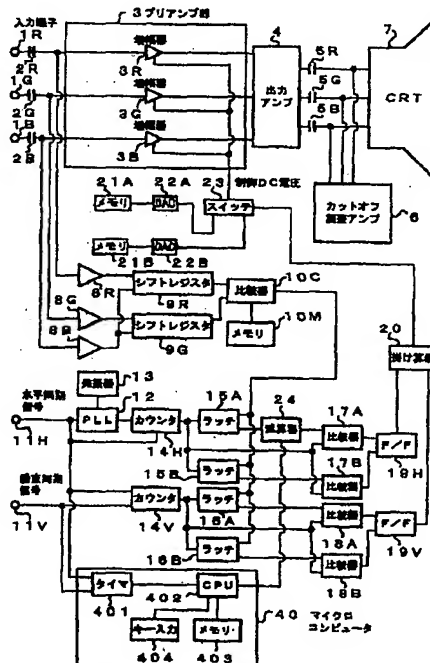 3 プリアンプ部
入力端子
1R
2R
1G
2G
1B
2B
増幅器
3R
増幅器
3G
増幅器
3B
4
出力アンプ
5R
5G
5B
7
CRT
カットオフ調整アンプ
6
制御DC電圧
21A
メモリ
22A
DAC
23
スイッチ
メモリ
21B
DAC
22B
8R
8G
8B
シフトレジスタ
9R
シフトレジスタ
9G
比較器
10C
メモリ
10M
20
掛け算器
水平同期信号
11H
発振器
13
PLL
12
カウンタ
14H
ラッチ
15A
ラッチ
15B
24
減算器
17A
比較器
17B
比較器
F/F
垂直同期信号
11V
カウンタ
14V
ラッチ
16A
ラッチ
16B
比較器
18A
比較器
18B
F/F
19V
タイマ
401
CPU
402
キー入力
404
メモリ
403
40
マイクロコンピュータ